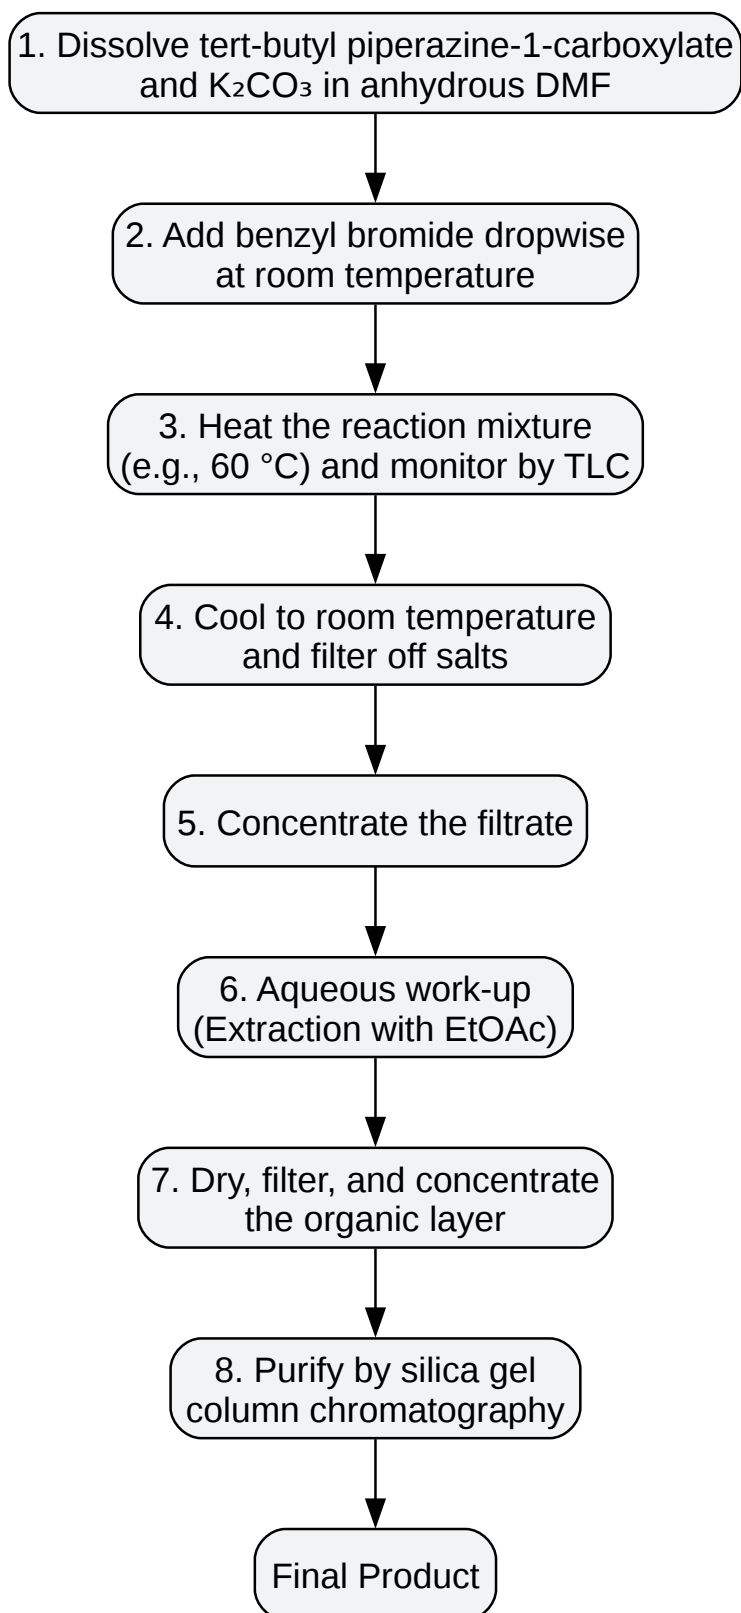 1. Dissolve tert-butyl piperazine-1-carboxylate
and K₂CO₃ in anhydrous DMF
2. Add benzyl bromide dropwise
at room temperature
3. Heat the reaction mixture
(e.g., 60 °C) and monitor by TLC
4. Cool to room temperature
and filter off salts
5. Concentrate the filtrate
6. Aqueous work-up
(Extraction with EtOAc)
7. Dry, filter, and concentrate
the organic layer
8. Purify by silica gel
column chromatography
Final Product